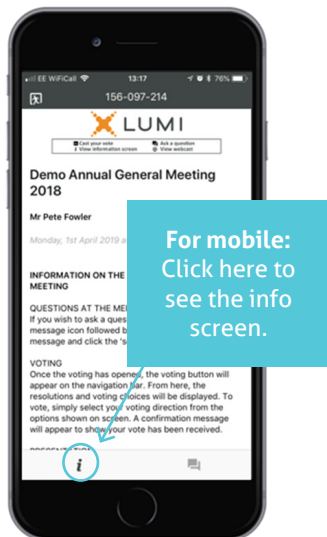 EE WiFiCall 13:17 76%
156-097-214
LUMI
Cast your vote Ask a question
i View information screen View webcast
Demo Annual General Meeting
2018
Mr Pete Fowler
Monday, 1st April 2019 a
INFORMATION ON THE
MEETING
QUESTIONS AT THE ME
If you wish to ask a ques
message icon followed b
message and click the 's
VOTING
Once the voting has opened, the voting button will
appear on the navigation bar. From here, the
resolutions and voting choices will be displayed. To
vote, simply select your voting direction from the
options shown on screen. A confirmation message
will appear to show your vote has been received.
i
For mobile:
Click here to
see the info
screen.